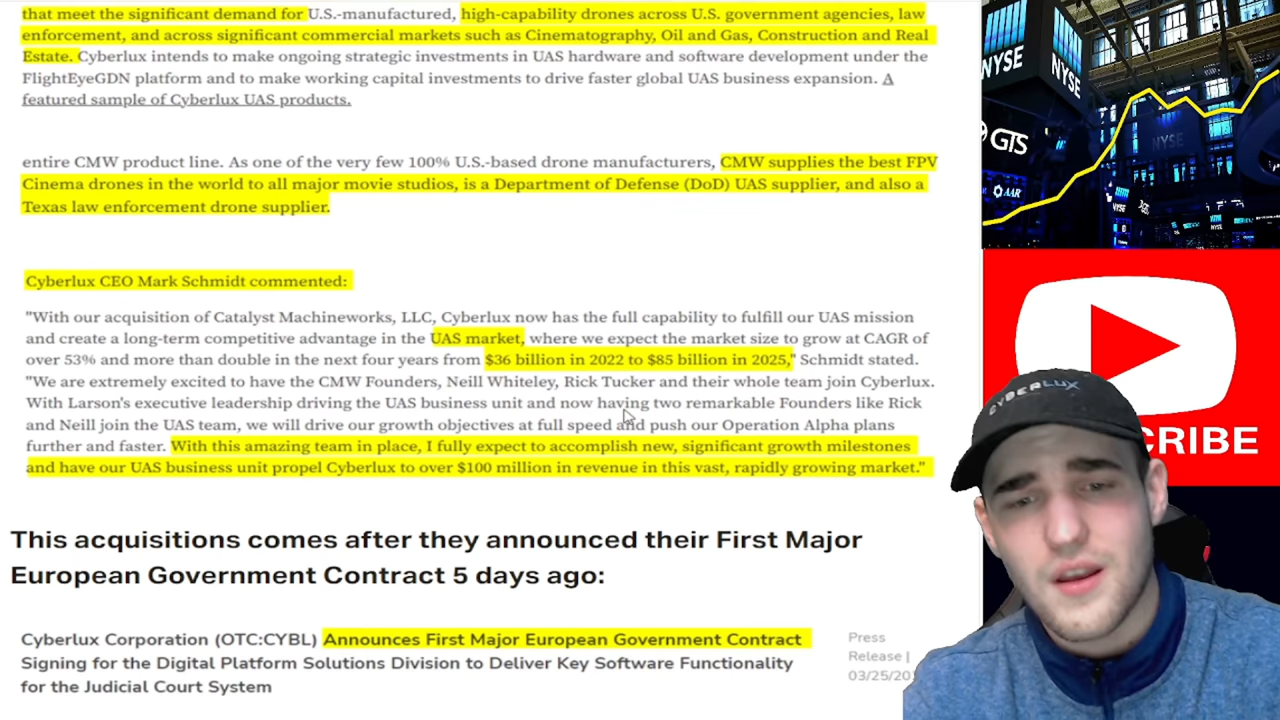 that meet the significant demand for U.S.-manufactured, high-capability drones across U.S. government agencies, law
enforcement, and across significant commercial markets such as Cinematography, Oil and Gas, Construction and Real
Estate. Cyberlux intends to make ongoing strategic investments in UAS hardware and software development under the
FlightEyeGDN platform and to make working capital investments to drive faster global UAS business expansion. A
featured sample of Cyberlux UAS products.
entire CMW product line. As one of the very few 100% U.S.-based drone manufacturers, CMW supplies the best FPV
Cinema drones in the world to all major movie studios, is a Department of Defense (DoD) UAS supplier, and also a
Texas law enforcement drone supplier.
Cyberlux CEO Mark Schmidt commented:
"With our acquisition of Catalyst Machineworks, LLC, Cyberlux now has the full capability to fulfill our UAS mission
and create a long-term competitive advantage in the UAS market, where we expect the market size to grow at CAGR of
over 53% and more than double in the next four years from $36 billion in 2022 to $85 billion in 2025," Schmidt stated.
"We are extremely excited to have the CMW Founders, Neill Whiteley, Rick Tucker and their whole team join Cyberlux.
With Larson's executive leadership driving the UAS business unit and now having two remarkable Founders like Rick
and Neill join the UAS team, we will drive our growth objectives at full speed and push our Operation Alpha plans
further and faster. With this amazing team in place, I fully expect to accomplish new, significant growth milestones
and have our UAS business unit propel Cyberlux to over $100 million in revenue in this vast, rapidly growing market."
This acquisitions comes after they announced their First Major
European Government Contract 5 days ago:
Cyberlux Corporation (OTC:CYBL) Announces First Major European Government Contract
Signing for the Digital Platform Solutions Division to Deliver Key Software Functionality
for the Judicial Court System
Press
Release |
03/25/20
NYSE
NYSE
GTS
NYSE
AAR
NYSE
NYSE
CYBERLUX
CRIBE